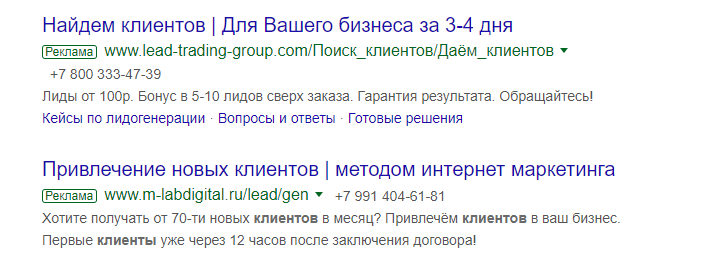 Найдем клиентов | Для Вашего бизнеса за 3-4 дня
Реклама www.lead-trading-group.com/Поиск_клиентов/Даём_клиентов
+7 800 333-47-39
Лиды от 100р. Бонус в 5-10 лидов сверх заказа. Гарантия результата. Обращайтесь!
Кейсы по лидогенерации · Вопросы и ответы · Готовые решения
Привлечение новых клиентов | методом интернет маркетинга
Реклама www.m-labdigital.ru/lead/gen +7 991 404-61-81
Хотите получать от 70-ти новых клиентов в месяц? Привлечём клиентов в ваш бизнес.
Первые клиенты уже через 12 часов после заключения договора!